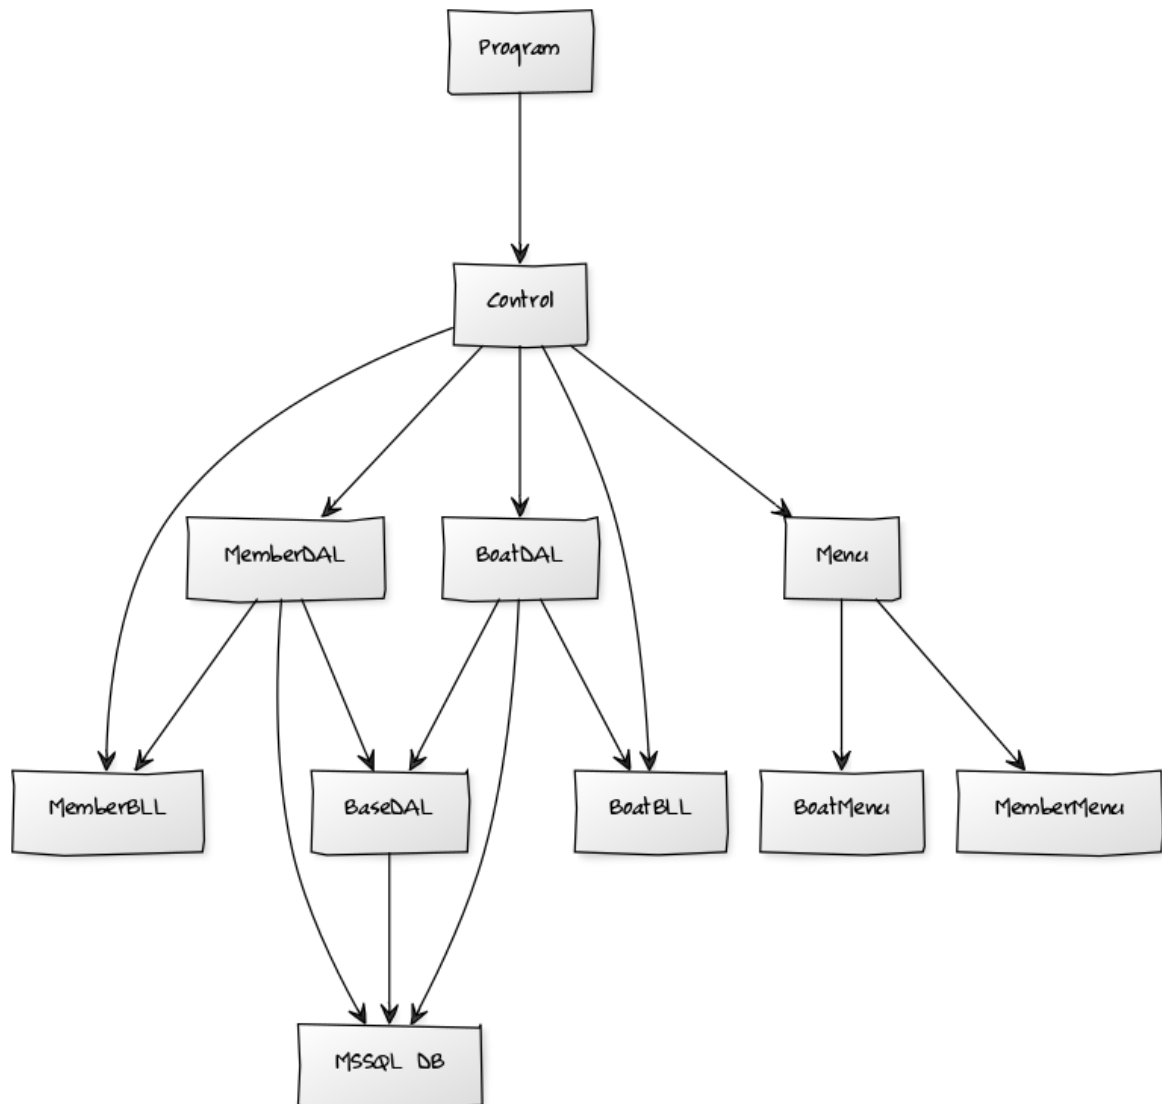 Program
Control
MemberDAL
BoatDAL
Menu
MemberBLL
BaseDAL
BoatBLL
BoatMenu
MemberMenu
MSSQL DB